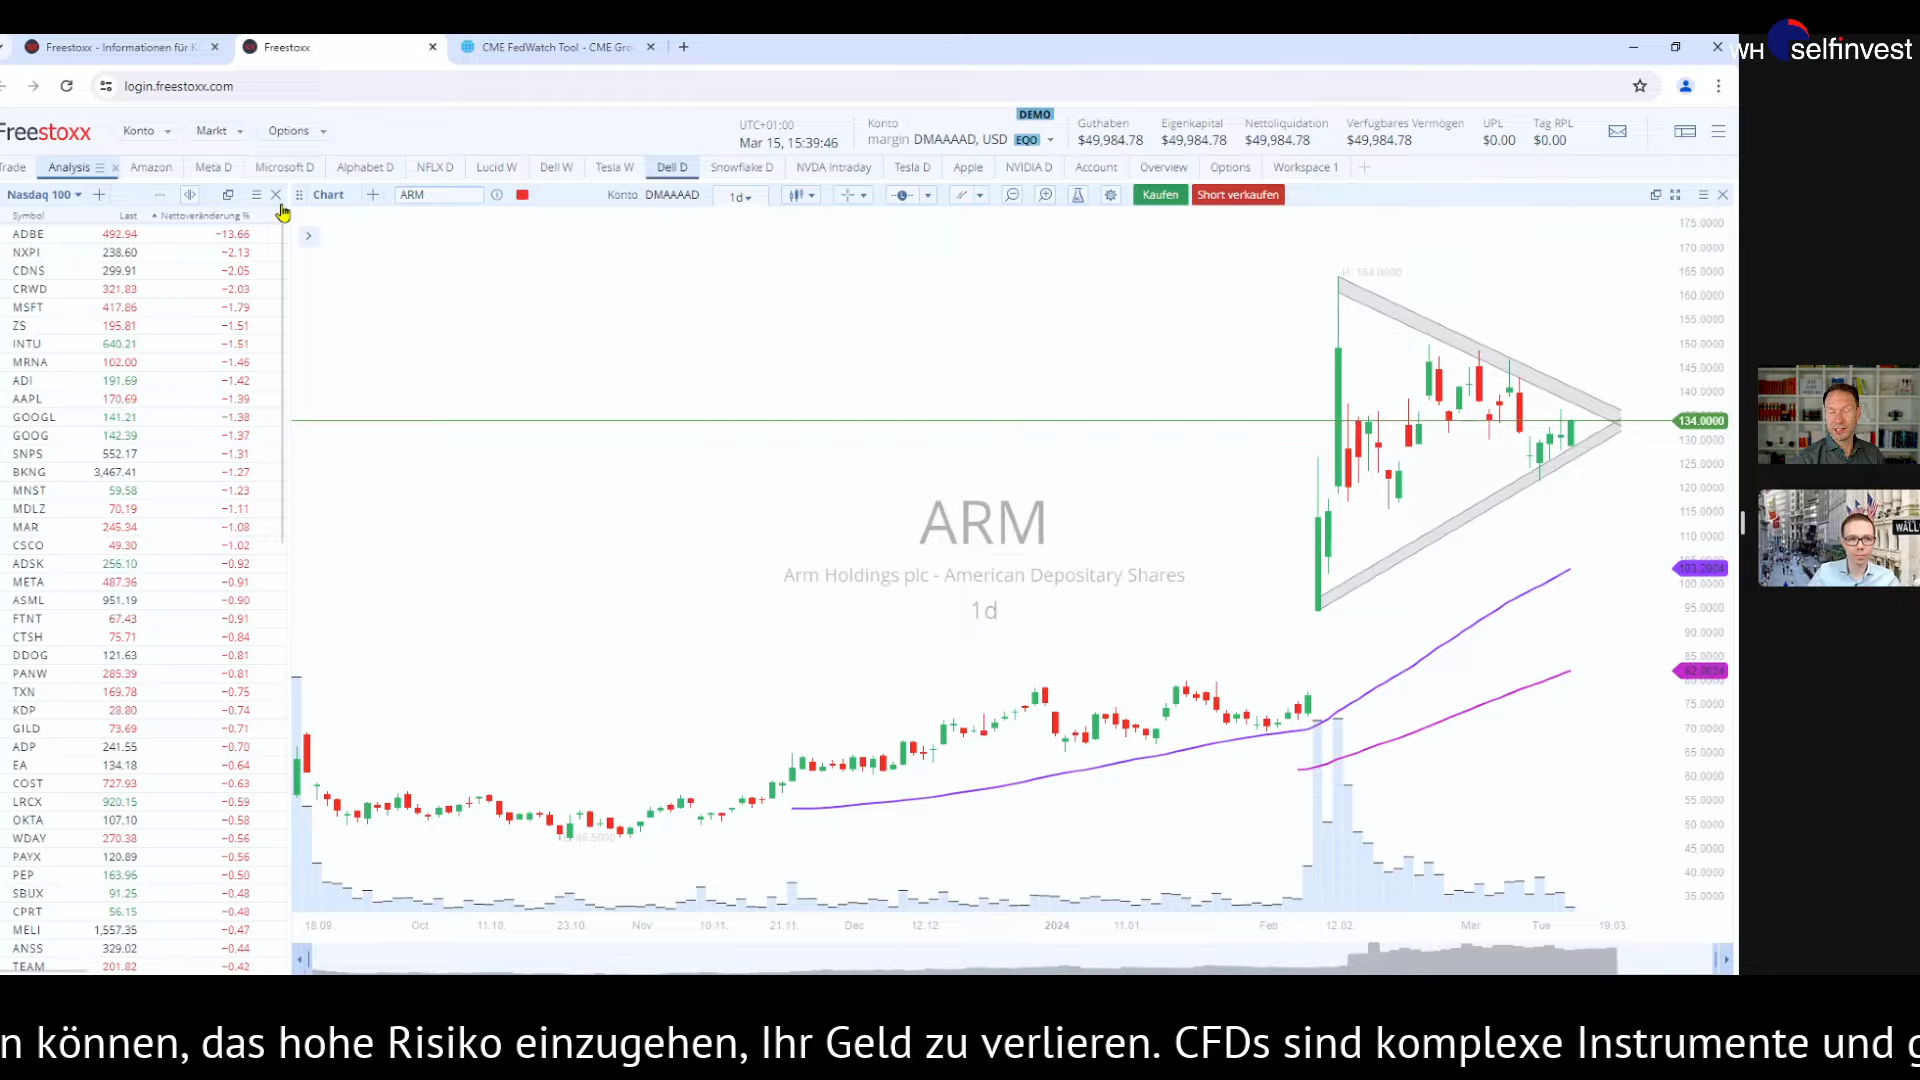 Freestoxx - Informationen für K
Freestoxx
CME FedWatch Tool - CME Gro
WH selfinvest
login.freestoxx.com
Freestoxx
Konto
Markt
Options
UTC+01:00
Mar 15, 15:39:46
Konto
margin DMAAAAD, USD
DEMO
EQO
Guthaben
$49,984.78
Eigenkapital
$49,984.78
Nettoliquidation
$49,984.78
Verfügbares Vermögen
$49,984.78
UPL
$0.00
Tag RPL
$0.00
Trade
Analysis
Amazon
Meta D
Microsoft D
Alphabet D
NFLX D
Lucid W
Dell W
Tesla W
Dell D
Snowflake D
NVDA Intraday
Tesla D
Apple
NVIDIA D
Account
Overview
Options
Workspace 1
Nasdaq 100
Chart
ARM
Konto DMAAAAD
1d
Kaufen
Short verkaufen
Symbol Last Nettoveränderung %
ADBE 492.94 −13.66
NXPI 238.60 −2.13
CDNS 299.91 −2.05
CRWD 321.83 −2.03
MSFT 417.86 −1.79
ZS 195.81 −1.51
INTU 640.21 −1.51
MRNA 102.00 −1.46
ADI 191.69 −1.42
AAPL 170.69 −1.39
GOOGL 141.21 −1.38
GOOG 142.39 −1.37
SNPS 552.17 −1.31
BKNG 3,467.41 −1.27
MNST 59.58 −1.23
MDLZ 70.19 −1.11
MAR 245.34 −1.08
CSCO 49.30 −1.02
ADSK 256.10 −0.92
META 487.36 −0.91
ASML 951.19 −0.90
FTNT 67.43 −0.91
CTSH 75.71 −0.84
DDOG 121.63 −0.81
PANW 285.39 −0.81
TXN 169.78 −0.75
KDP 28.80 −0.74
GILD 73.69 −0.71
ADP 241.55 −0.70
EA 134.18 −0.64
COST 727.93 −0.63
LRCX 920.15 −0.59
OKTA 107.10 −0.58
WDAY 270.38 −0.56
PAYX 120.89 −0.56
PEP 163.96 −0.50
SBUX 91.25 −0.48
CPRT 56.15 −0.48
MELI 1,557.35 −0.47
ANSS 329.02 −0.44
TEAM 201.82 −0.42
H: 164.0000
ARM
Arm Holdings plc - American Depositary Shares
1d
46.5000
175.0000
170.0000
165.0000
160.0000
155.0000
150.0000
145.0000
140.0000
134.0000
130.0000
125.0000
120.0000
115.0000
110.0000
103.2904
100.0000
95.0000
90.0000
85.0000
75.0000
70.0000
65.0000
60.0000
55.0000
50.0000
45.0000
40.0000
35.0000
18.09. Oct 11.10. 23.10. Nov 10.11. 21.11. Dec 12.12. 2024 11.01. Feb 12.02. Mar Tue 19.03.
WALL
n können, das hohe Risiko einzugehen, Ihr Geld zu verlieren. CFDs sind komplexe Instrumente und g